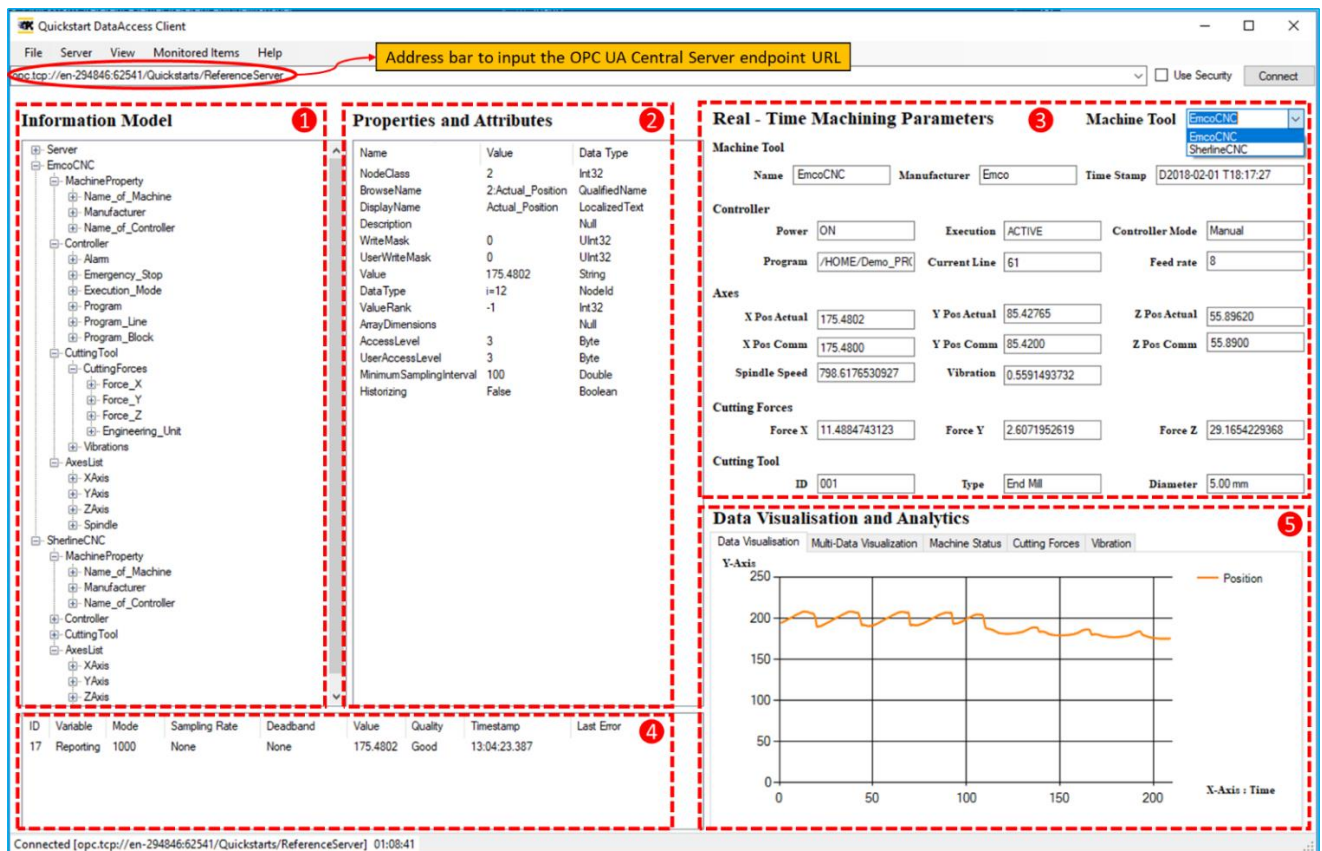 Quickstart DataAccess Client
File Server View Monitored Items Help
Address bar to input the OPC UA Central Server endpoint URL
opc.tcp://en-294846:62541/Quickstarts/ReferenceServer
Use Security Connect
Information Model 1
Server
EmcoCNC
MachineProperty
Name_of_Machine
Manufacturer
Name_of_Controller
Controller
Alarm
Emergency_Stop
Execution_Mode
Program
Program_Line
Program_Block
CuttingTool
CuttingForces
Force_X
Force_Y
Force_Z
Engineering_Unit
Vibrations
AxesList
XAxis
YAxis
ZAxis
Spindle
SherlineCNC
MachineProperty
Name_of_Machine
Manufacturer
Name_of_Controller
Controller
CuttingTool
AxesList
XAxis
YAxis
ZAxis
Properties and Attributes 2
Name Value Data Type
NodeClass 2 Int32
BrowseName 2:Actual_Position QualifiedName
DisplayName Actual_Position LocalizedText
Description Null
WriteMask 0 UInt32
UserWriteMask 0 UInt32
Value 175.4802 String
DataType i=12 NodeId
ValueRank -1 Int32
ArrayDimensions Null
AccessLevel 3 Byte
UserAccessLevel 3 Byte
MinimumSamplingInterval 100 Double
Historizing False Boolean
Real - Time Machining Parameters 3 Machine Tool EmcoCNC
EmcoCNC
SherlineCNC
Machine Tool
Name EmcoCNC Manufacturer Emco Time Stamp D2018-02-01 T18:17:27
Controller
Power ON Execution ACTIVE Controller Mode Manual
Program /HOME/Demo_PR( Current Line 61 Feed rate 8
Axes
X Pos Actual 175.4802 Y Pos Actual 85.42765 Z Pos Actual 55.89620
X Pos Comm 175.4800 Y Pos Comm 85.4200 Z Pos Comm 55.8900
Spindle Speed 798.6176530927 Vibration 0.5591493732
Cutting Forces
Force X 11.4884743123 Force Y 2.6071952619 Force Z 29.1654229368
Cutting Tool
ID 001 Type End Mill Diameter 5.00 mm
ID Variable Mode Sampling Rate Deadband Value Quality Timestamp Last Error 4
17 Reporting 1000 None None 175.4802 Good 13:04:23.387
Data Visualisation and Analytics 5
Data Visualisation Multi-Data Visualization Machine Status Cutting Forces Vibration
Y-Axis
250
200
150
100
50
0
0 50 100 150 200
Position
X-Axis : Time
Connected [opc.tcp://en-294846:62541/Quickstarts/ReferenceServer] 01:08:41